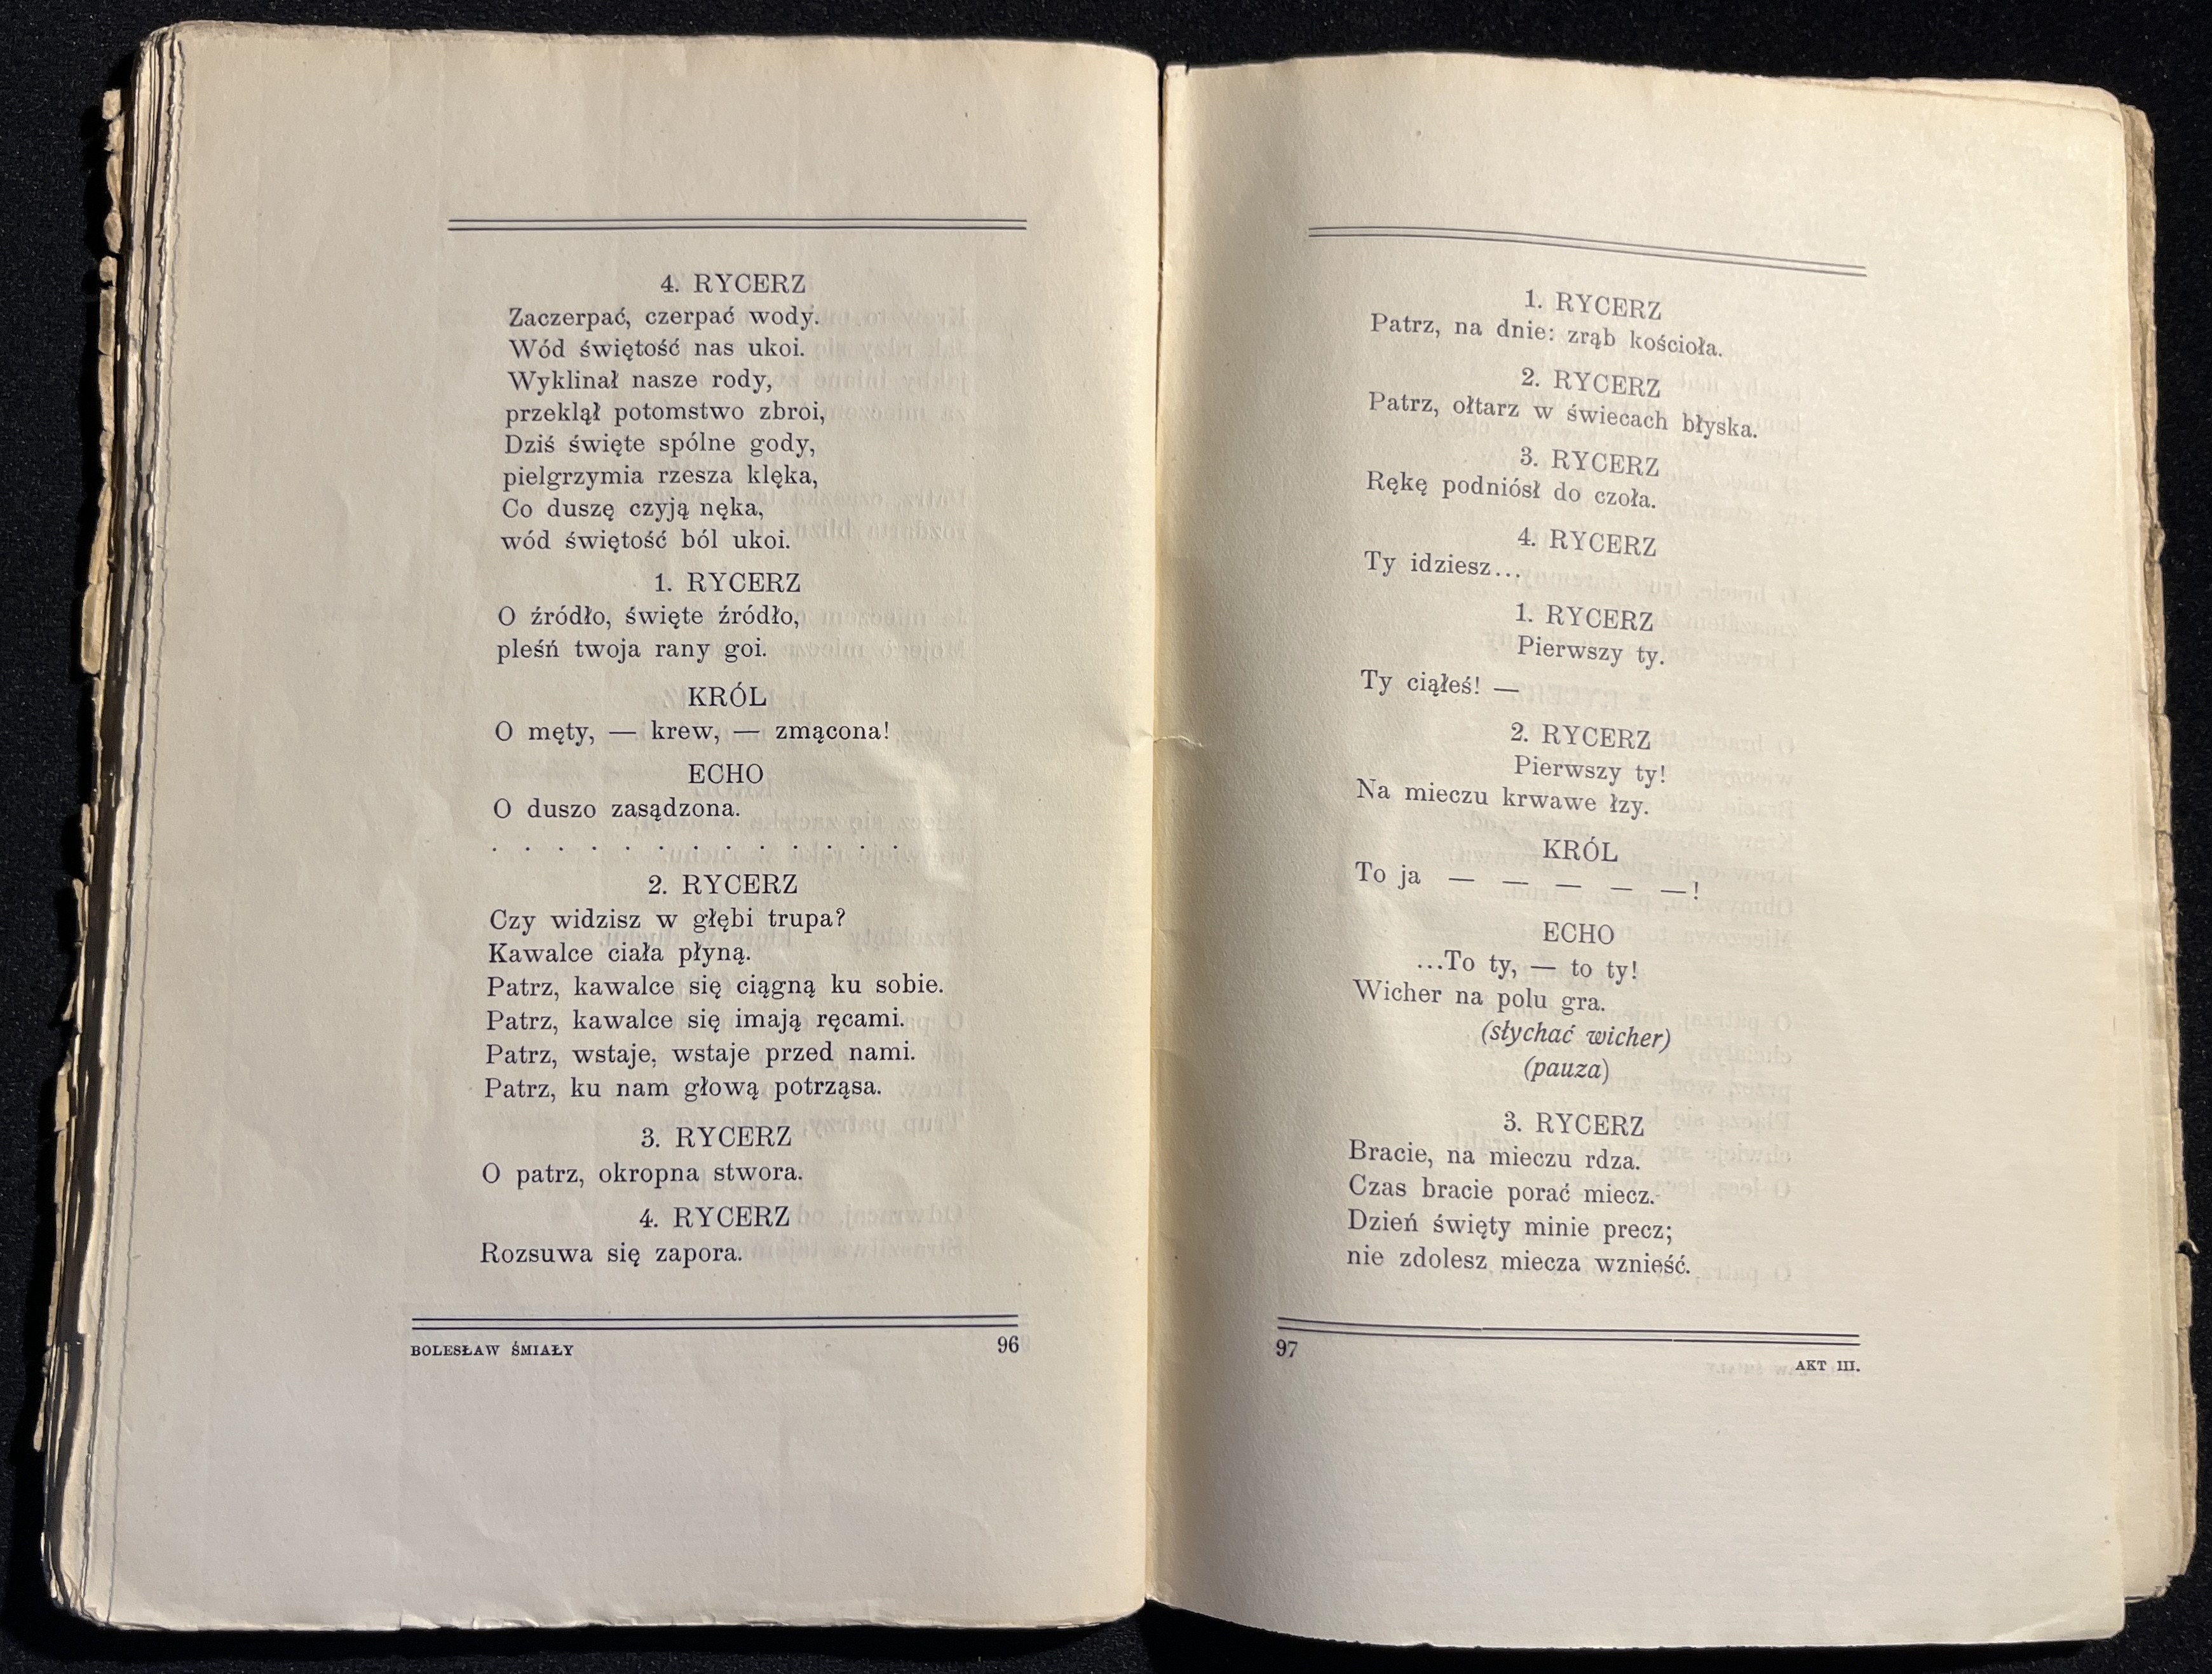 4. RYCERZ
Zaczerpać, czerpać wody.
Wód świętość nas ukoi.
Wyklinał nasze rody,
przeklął potomstwo zbroi,
Dziś święte spólne gody,
pielgrzymia rzesza klęka,
Co duszę czyją nęka,
wód świętość ból ukoi.
1. RYCERZ
O źródło, święte źródło,
pleśń twoja rany goi.
KRÓL
O męty, — krew, — zmącona!
ECHO
O duszo zasądzona.
. . . . . . . . . . . . .
2. RYCERZ
Czy widzisz w głębi trupa?
Kawalce ciała płyną.
Patrz, kawalce się ciągną ku sobie.
Patrz, kawalce się imają ręcami.
Patrz, wstaje, wstaje przed nami.
Patrz, ku nam głową potrząsa.
3. RYCERZ
O patrz, okropna stwora.
4. RYCERZ
Rozsuwa się zapora.
BOLESŁAW ŚMIAŁY 96
1. RYCERZ
Patrz, na dnie: zrąb kościoła.
2. RYCERZ
Patrz, ołtarz w świecach błyska.
3. RYCERZ
Rękę podniósł do czoła.
4. RYCERZ
Ty idziesz...
1. RYCERZ
Pierwszy ty.
Ty ciąłeś! —
2. RYCERZ
Pierwszy ty!
Na mieczu krwawe łzy.
KRÓL
To ja — — — — —!
ECHO
...To ty, — to ty!
Wicher na polu gra.
(słychać wicher)
(pauza)
3. RYCERZ
Bracie, na mieczu rdza.
Czas bracie porać miecz.
Dzień święty minie precz;
nie zdolesz miecza wznieść.
97 AKT III.